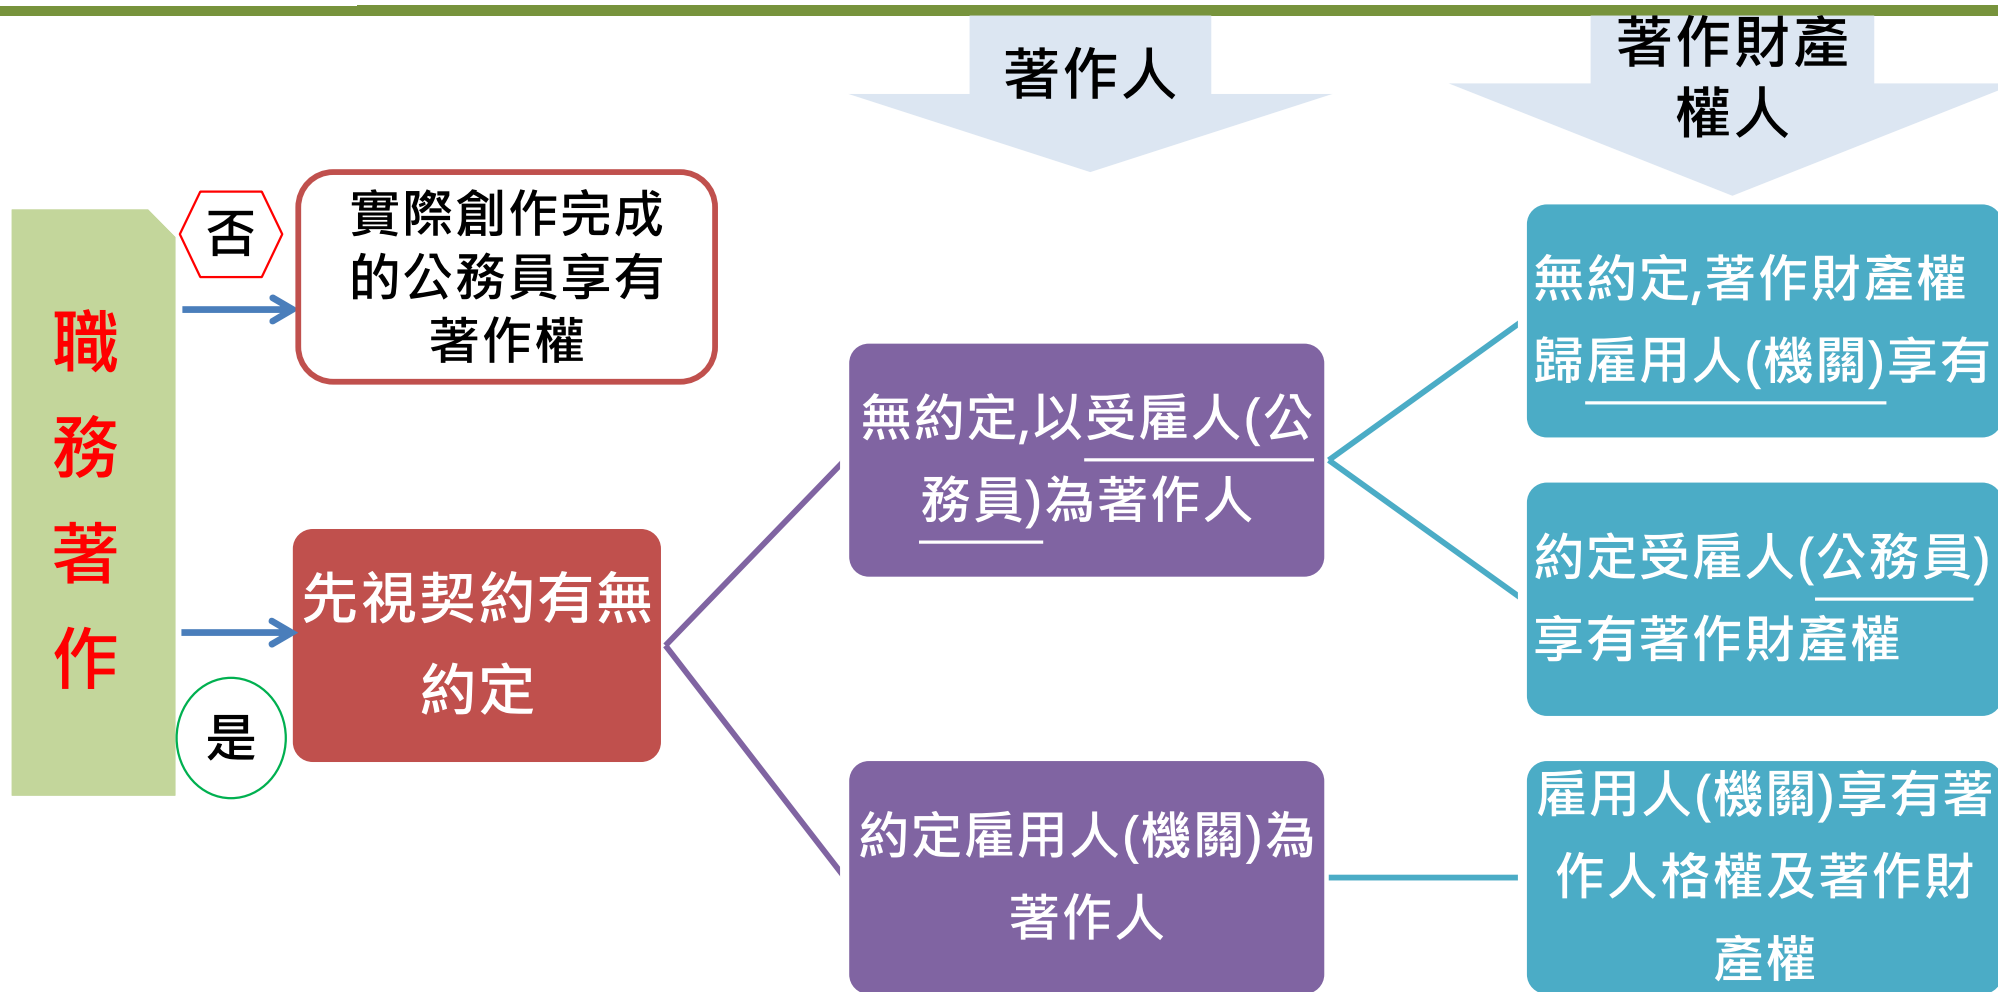 著作人
著作財產
權人
職
務
著
作
否
實際創作完成
的公務員享有
著作權
是
先視契約有無
約定
無約定,以受雇人(公
務員)為著作人
約定雇用人(機關)為
著作人
無約定,著作財產權
歸雇用人(機關)享有
約定受雇人(公務員)
享有著作財產權
雇用人(機關)享有著
作人格權及著作財
產權